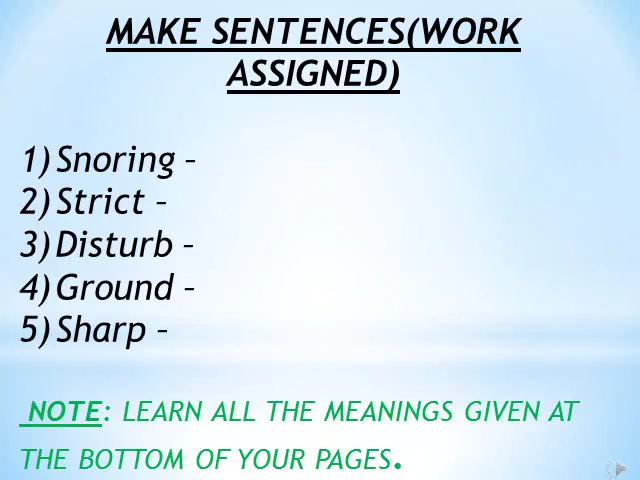 MAKE SENTENCES(WORK
ASSIGNED)
1) Snoring –
2) Strict –
3) Disturb –
4) Ground –
5) Sharp –
NOTE: LEARN ALL THE MEANINGS GIVEN AT
THE BOTTOM OF YOUR PAGES.